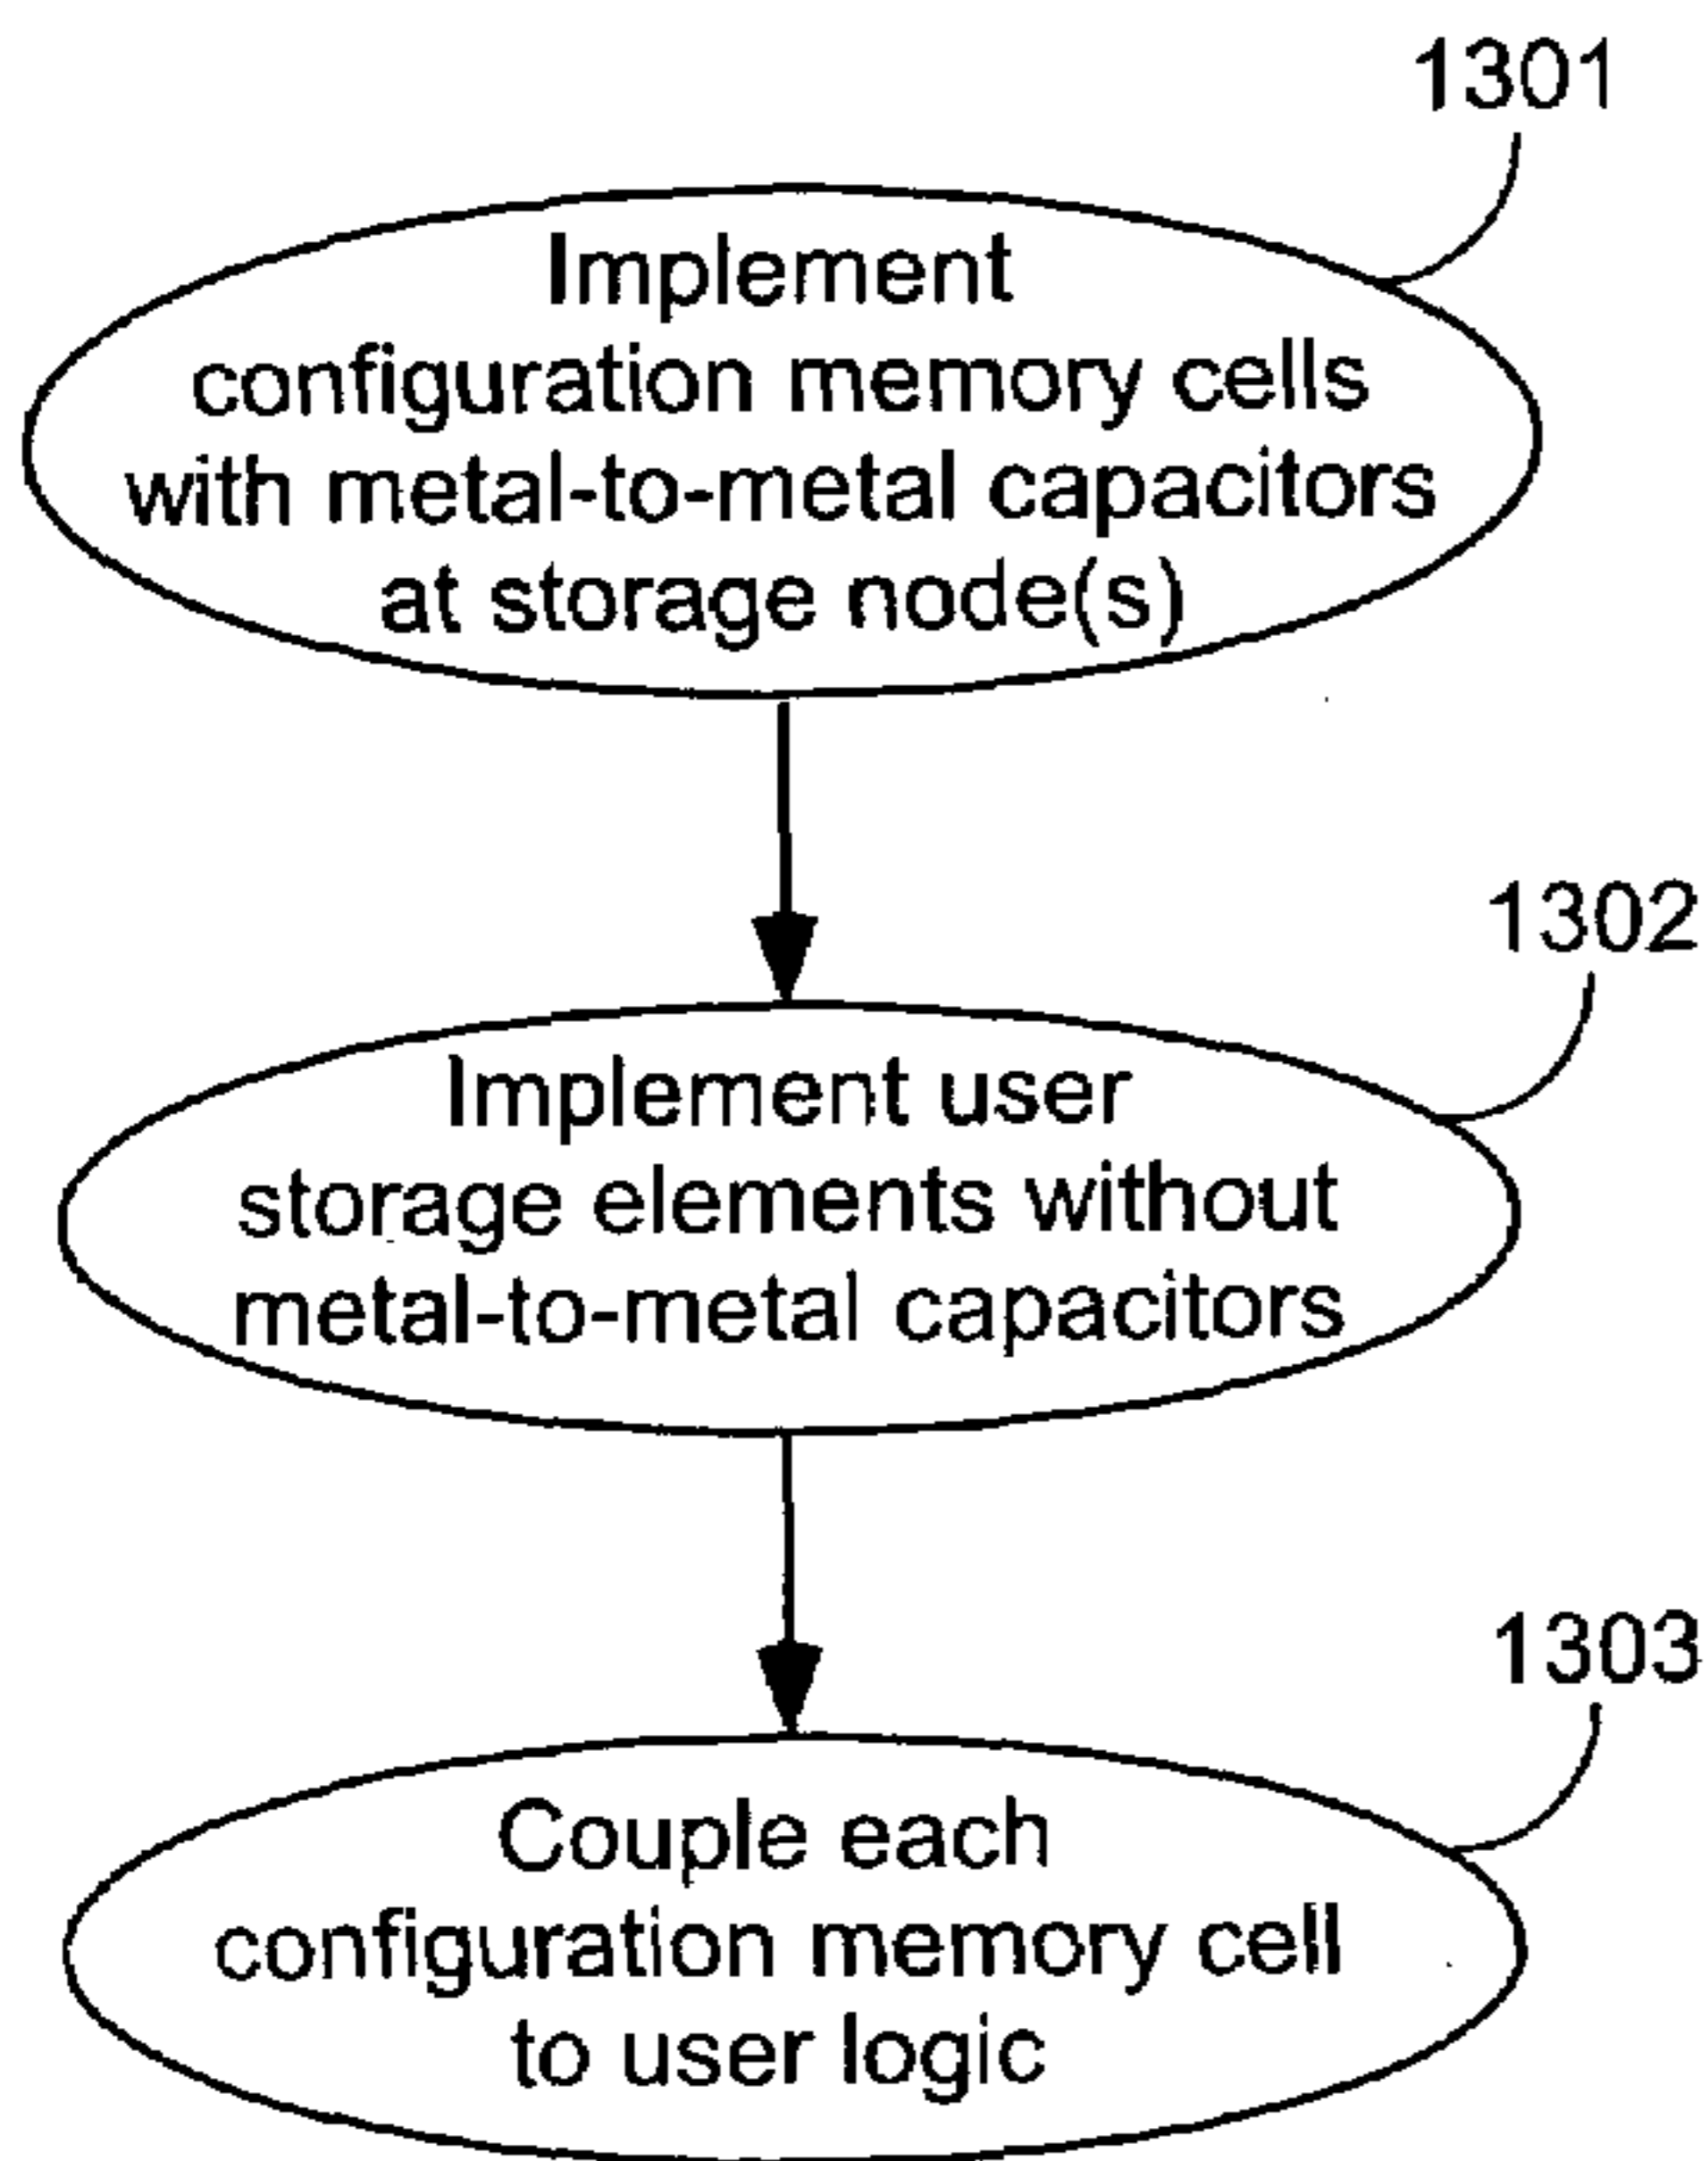 1301
Implement
configuration memory cells
with metal-to-metal capacitors
at storage node(s)
1302
Implement user
storage elements without
metal-to-metal capacitors
1303
Couple each
configuration memory cell
to user logic